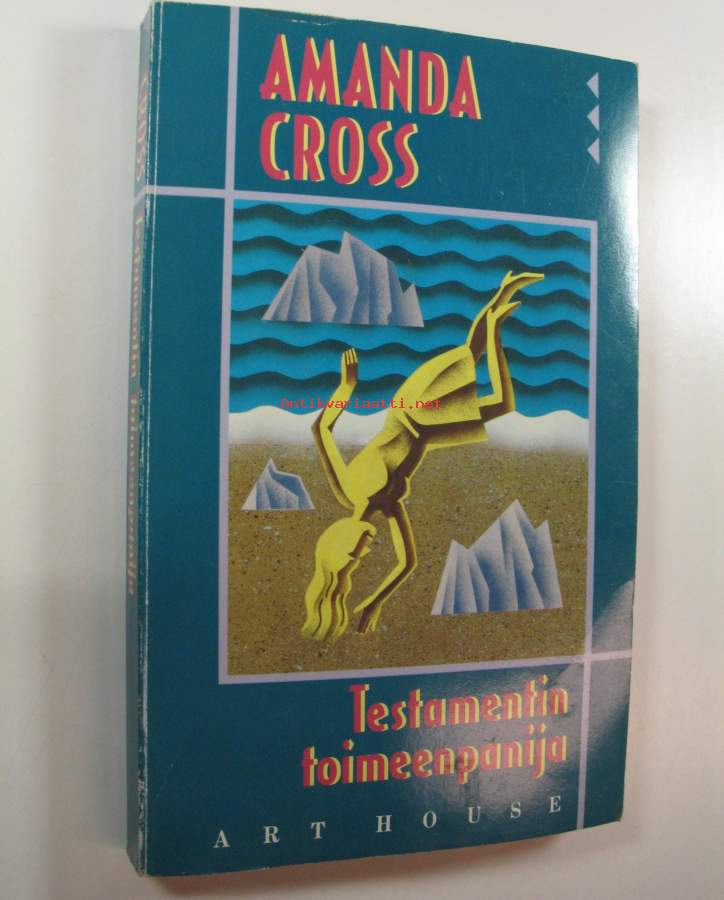 AMANDA
CROSS
Antikvariaatti.net
Testamentin
toimeenpanija
ART HOUSE
CROSS Testamentin toimeenpanija